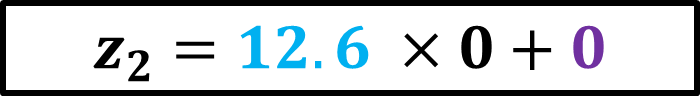 z₂ = 12.6 × 0 + 0